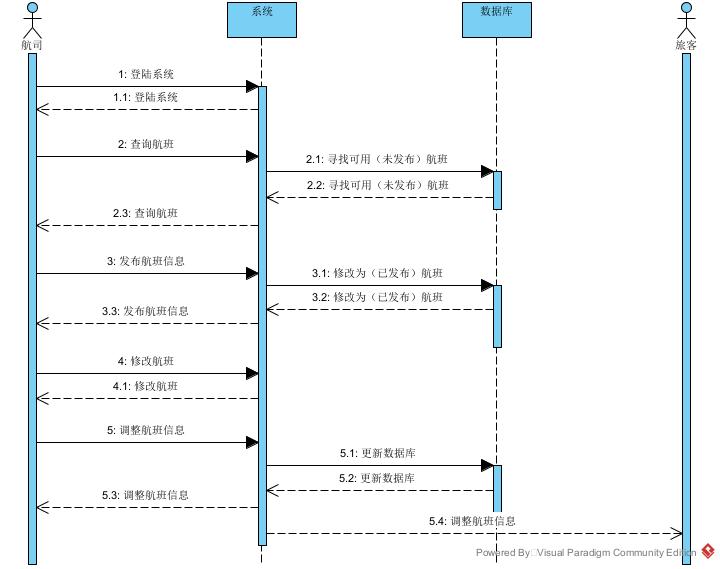 航司
系统
数据库
旅客
1: 登陆系统
1.1: 登陆系统
2: 查询航班
2.1: 寻找可用（未发布）航班
2.2: 寻找可用（未发布）航班
2.3: 查询航班
3: 发布航班信息
3.1: 修改为（已发布）航班
3.2: 修改为（已发布）航班
3.3: 发布航班信息
4: 修改航班
4.1: 修改航班
5: 调整航班信息
5.1: 更新数据库
5.2: 更新数据库
5.3: 调整航班信息
5.4: 调整航班信息
Powered By Visual Paradigm Community Edition